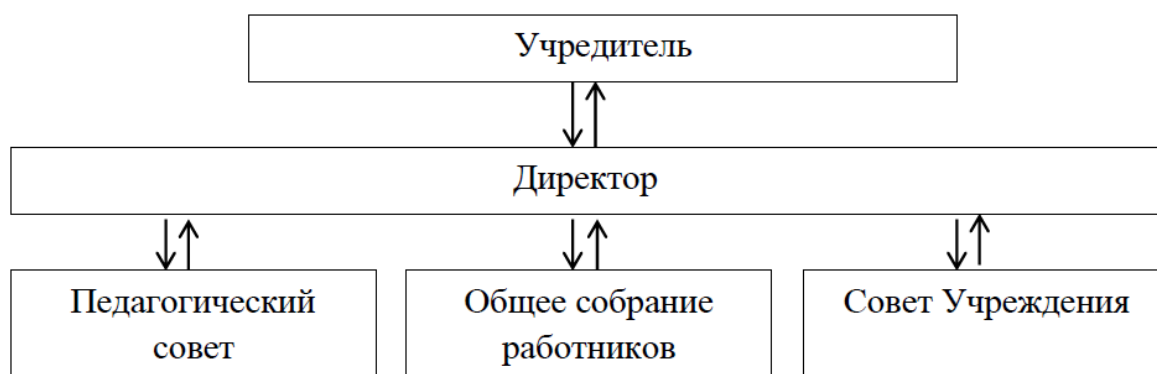 Учредитель
Директор
Педагогический
совет
Общее собрание
работников
Совет Учреждения